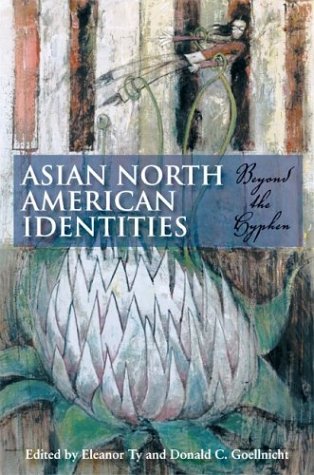 ASIAN NORTH
AMERICAN
IDENTITIES
Beyond
the
Hyphen
Edited by Eleanor Ty and Donald C. Goellnicht